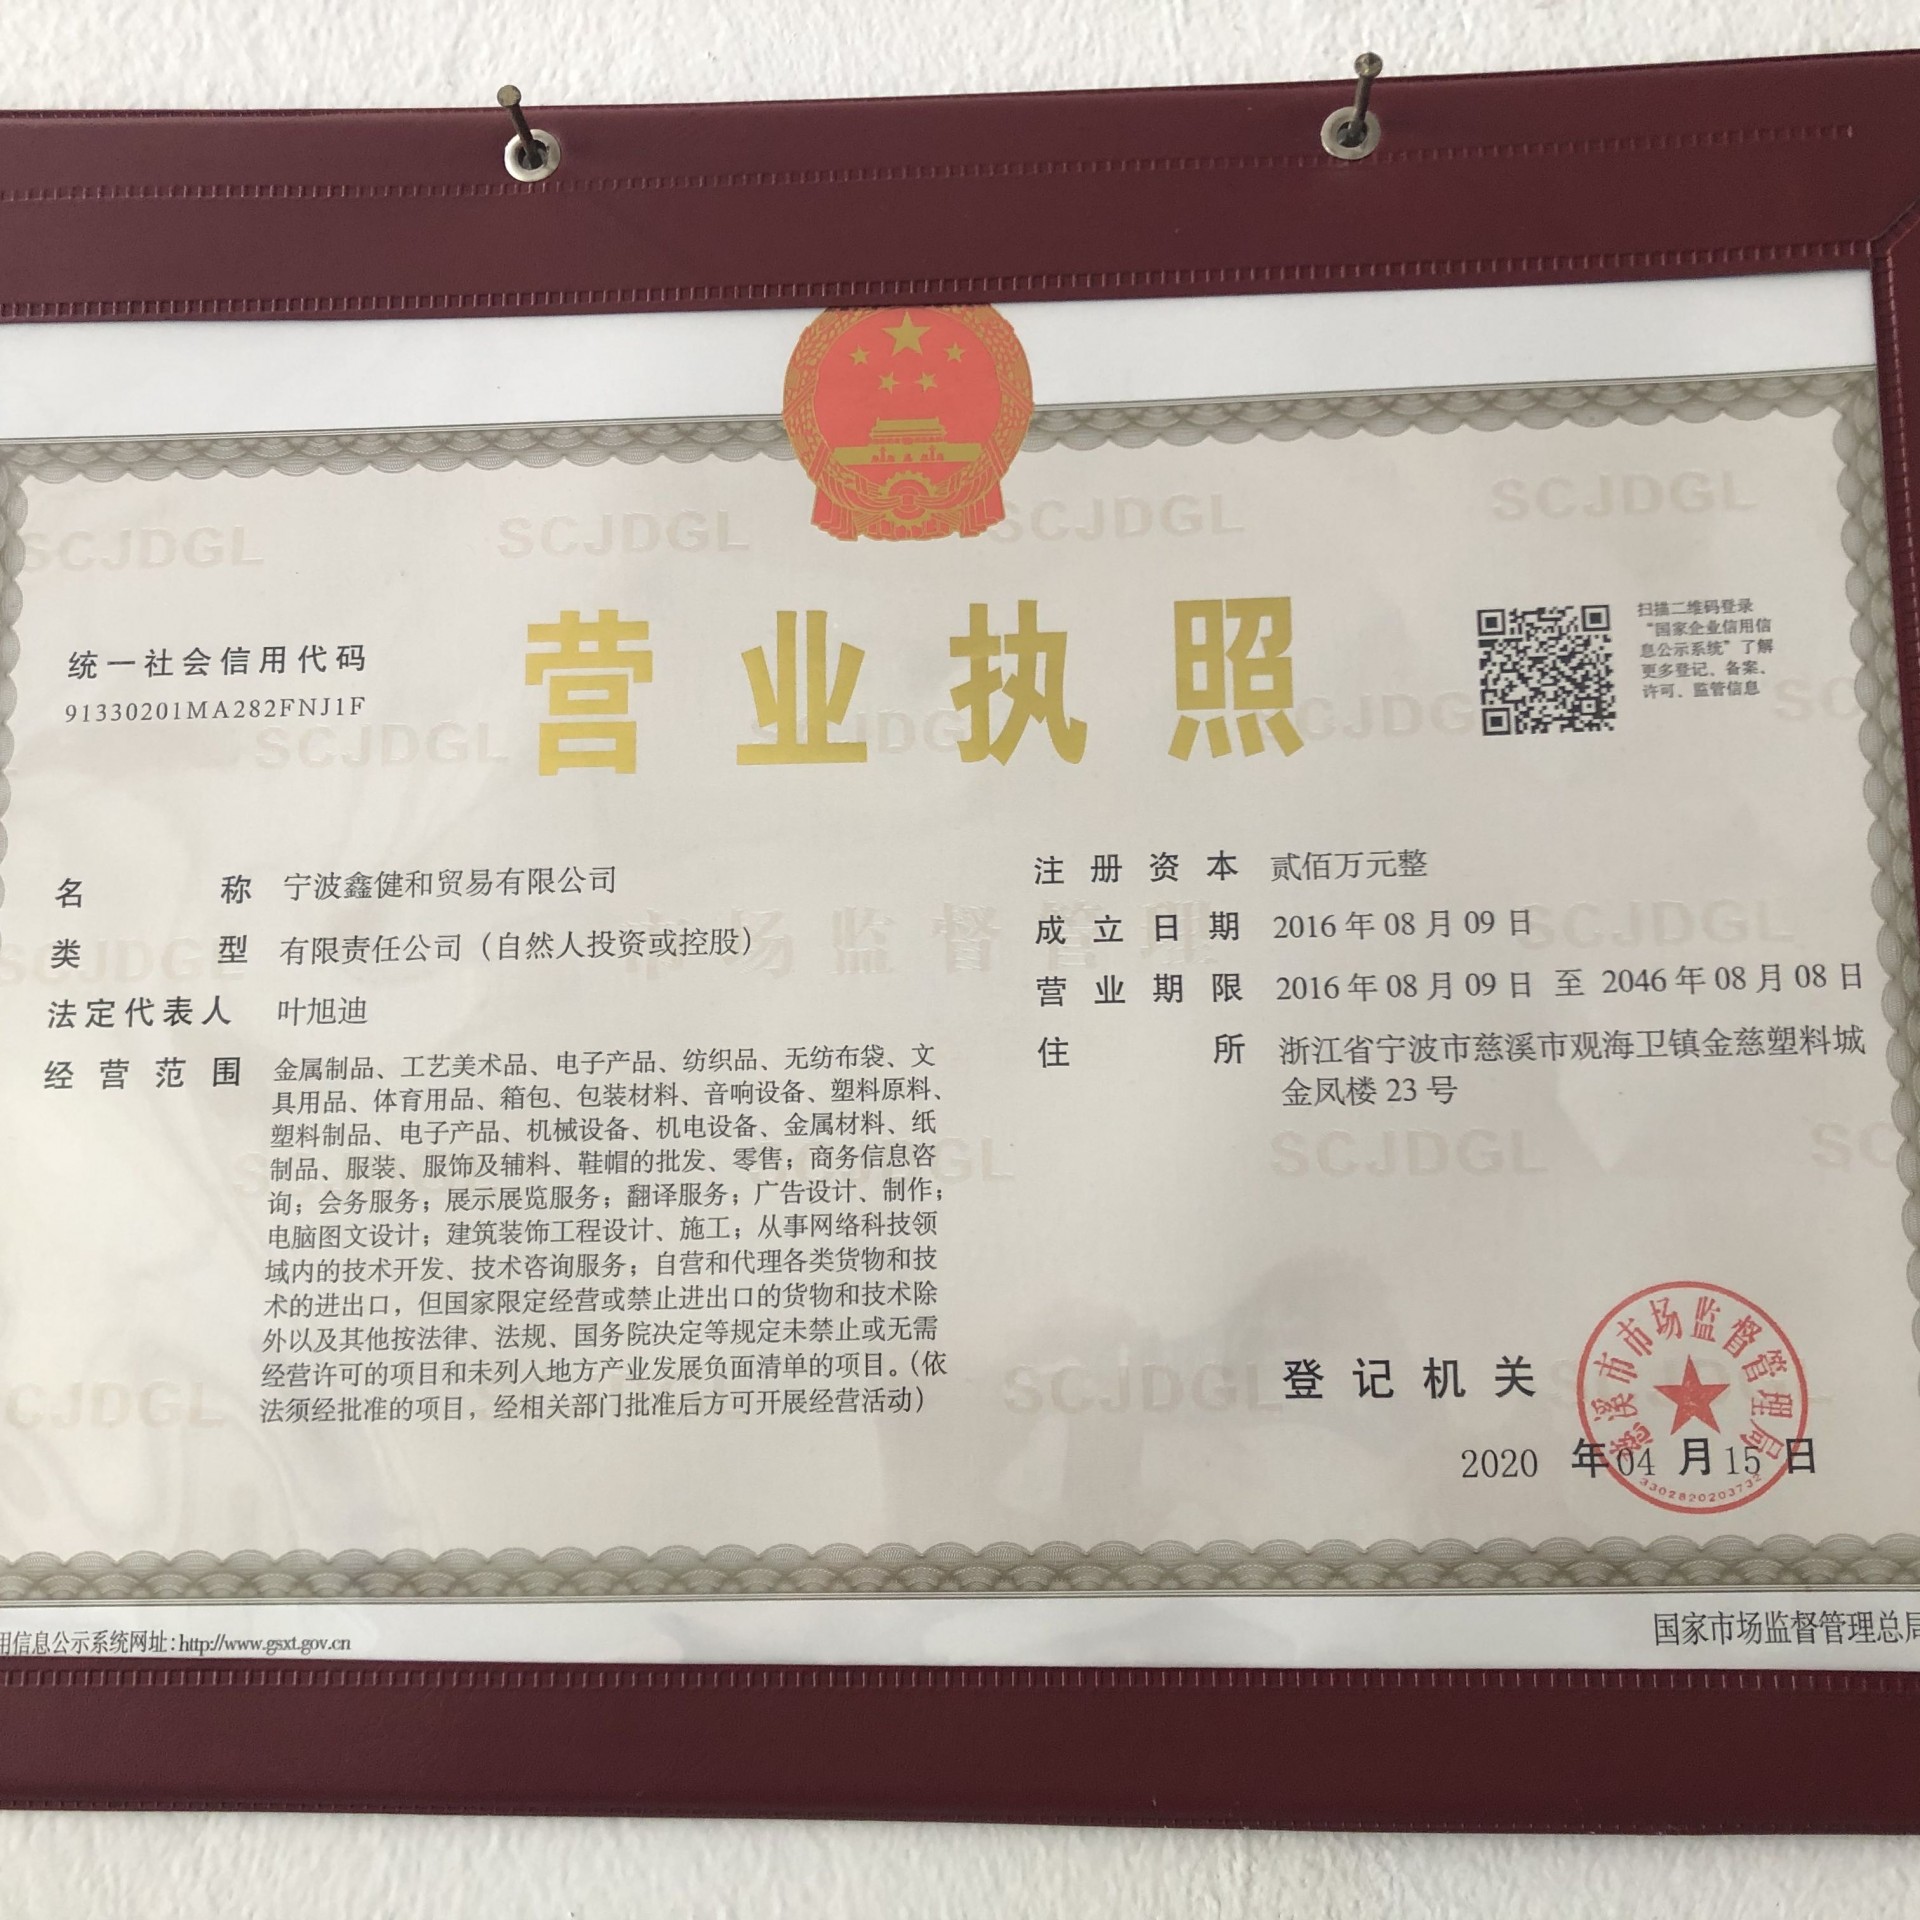 统一社会信用代码
91330201MA282FNJ1F
营业执照
扫描二维码登录
“国家企业信用信
息公示系统”了解
更多登记、备案、
许可、监管信息
名称 宁波鑫健和贸易有限公司
类型 有限责任公司（自然人投资或控股）
法定代表人 叶旭迪
经营范围 金属制品、工艺美术品、电子产品、纺织品、无纺布袋、文
具用品、体育用品、箱包、包装材料、音响设备、塑料原料、
塑料制品、电子产品、机械设备、机电设备、金属材料、纸
制品、服装、服饰及辅料、鞋帽的批发、零售；商务信息咨
询；会务服务；展示展览服务；翻译服务；广告设计、制作；
电脑图文设计；建筑装饰工程设计、施工；从事网络科技领
域内的技术开发、技术咨询服务；自营和代理各类货物和技
术的进出口，但国家限定经营或禁止进出口的货物和技术除
外以及其他按法律、法规、国务院决定等规定未禁止或无需
经营许可的项目和未列入地方产业发展负面清单的项目。（依
法须经批准的项目，经相关部门批准后方可开展经营活动）
注册资本 贰佰万元整
成立日期 2016年08月09日
营业期限 2016年08月09日 至 2046年08月08日
住所 浙江省宁波市慈溪市观海卫镇金慈塑料城
金凤楼23号
登记机关
慈溪市市场监督管理局
3302820203732
2020 年 04 月 15 日
用信息公示系统网址：http://www.gsxt.gov.cn
国家市场监督管理总局
SCJDGL
市场监督管理